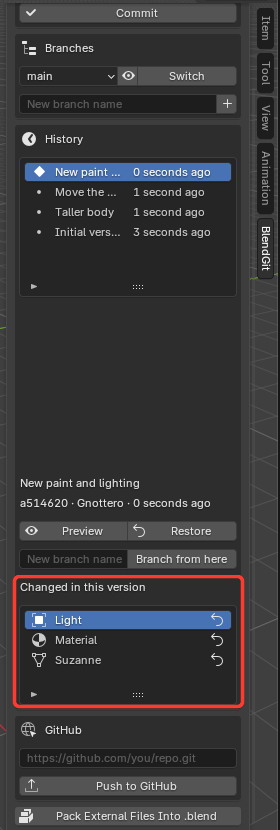 Commit
Branches
main
Switch
New branch name
History
New paint ... 0 seconds ago
Move the ... 1 second ago
Taller body 1 second ago
Initial vers... 3 seconds ago
New paint and lighting
a514620 · Gnottero · 0 seconds ago
Preview
Restore
New branch name
Branch from here
Changed in this version
Light
Material
Suzanne
GitHub
https://github.com/you/repo.git
Push to GitHub
Pack External Files Into .blend
Item
Tool
View
Animation
BlendGit